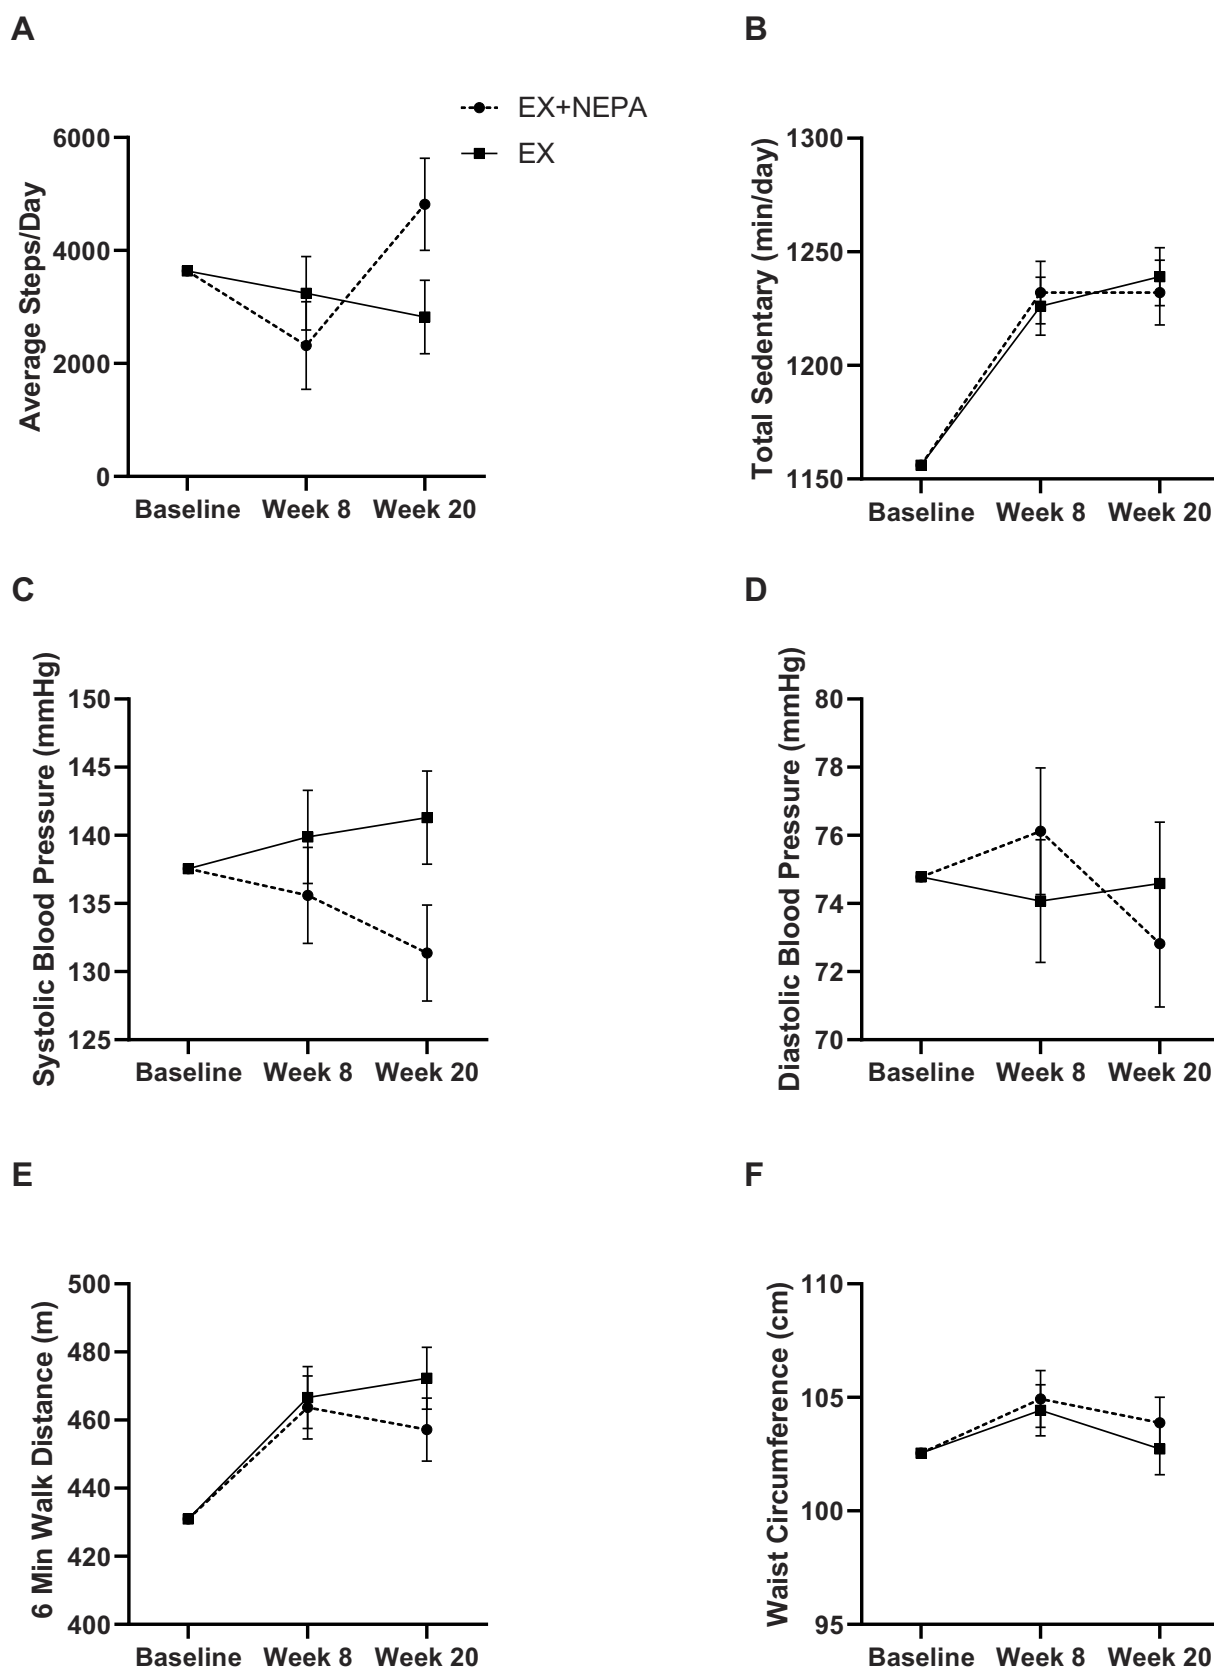 A
EX+NEPA
EX
Average Steps/Day
6000
4000
2000
0
Baseline Week 8 Week 20
B
Total Sedentary (min/day)
1300
1250
1200
1150
Baseline Week 8 Week 20
C
Systolic Blood Pressure (mmHg)
150
145
140
135
130
125
Baseline Week 8 Week 20
D
Diastolic Blood Pressure (mmHg)
80
78
76
74
72
70
Baseline Week 8 Week 20
E
6 Min Walk Distance (m)
500
480
460
440
420
400
Baseline Week 8 Week 20
F
Waist Circumference (cm)
110
105
100
95
Baseline Week 8 Week 20